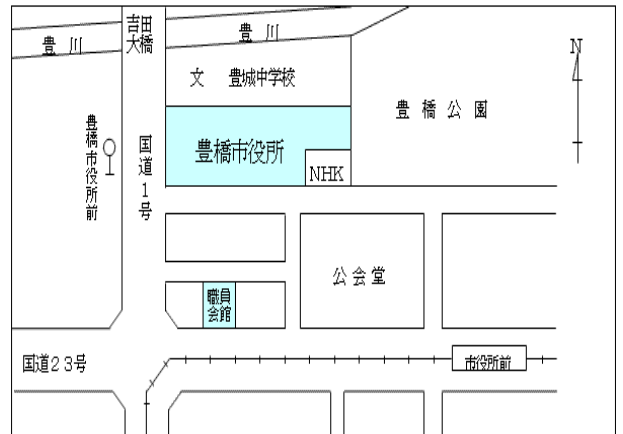 吉田
大橋
豊 川
豊 川
文 豊城中学校
豊 橋 公 園
N
豊橋市役所前
国道1号
豊橋市役所
NHK
公 会 堂
職員
会館
国道23号
市役所前